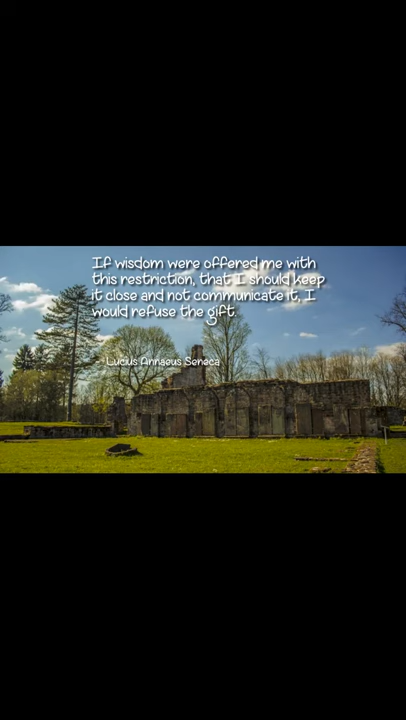 If wisdom were offered me with
this restriction, that I should keep
it close and not communicate it, I
would refuse the gift.
Lucius Annaeus Seneca